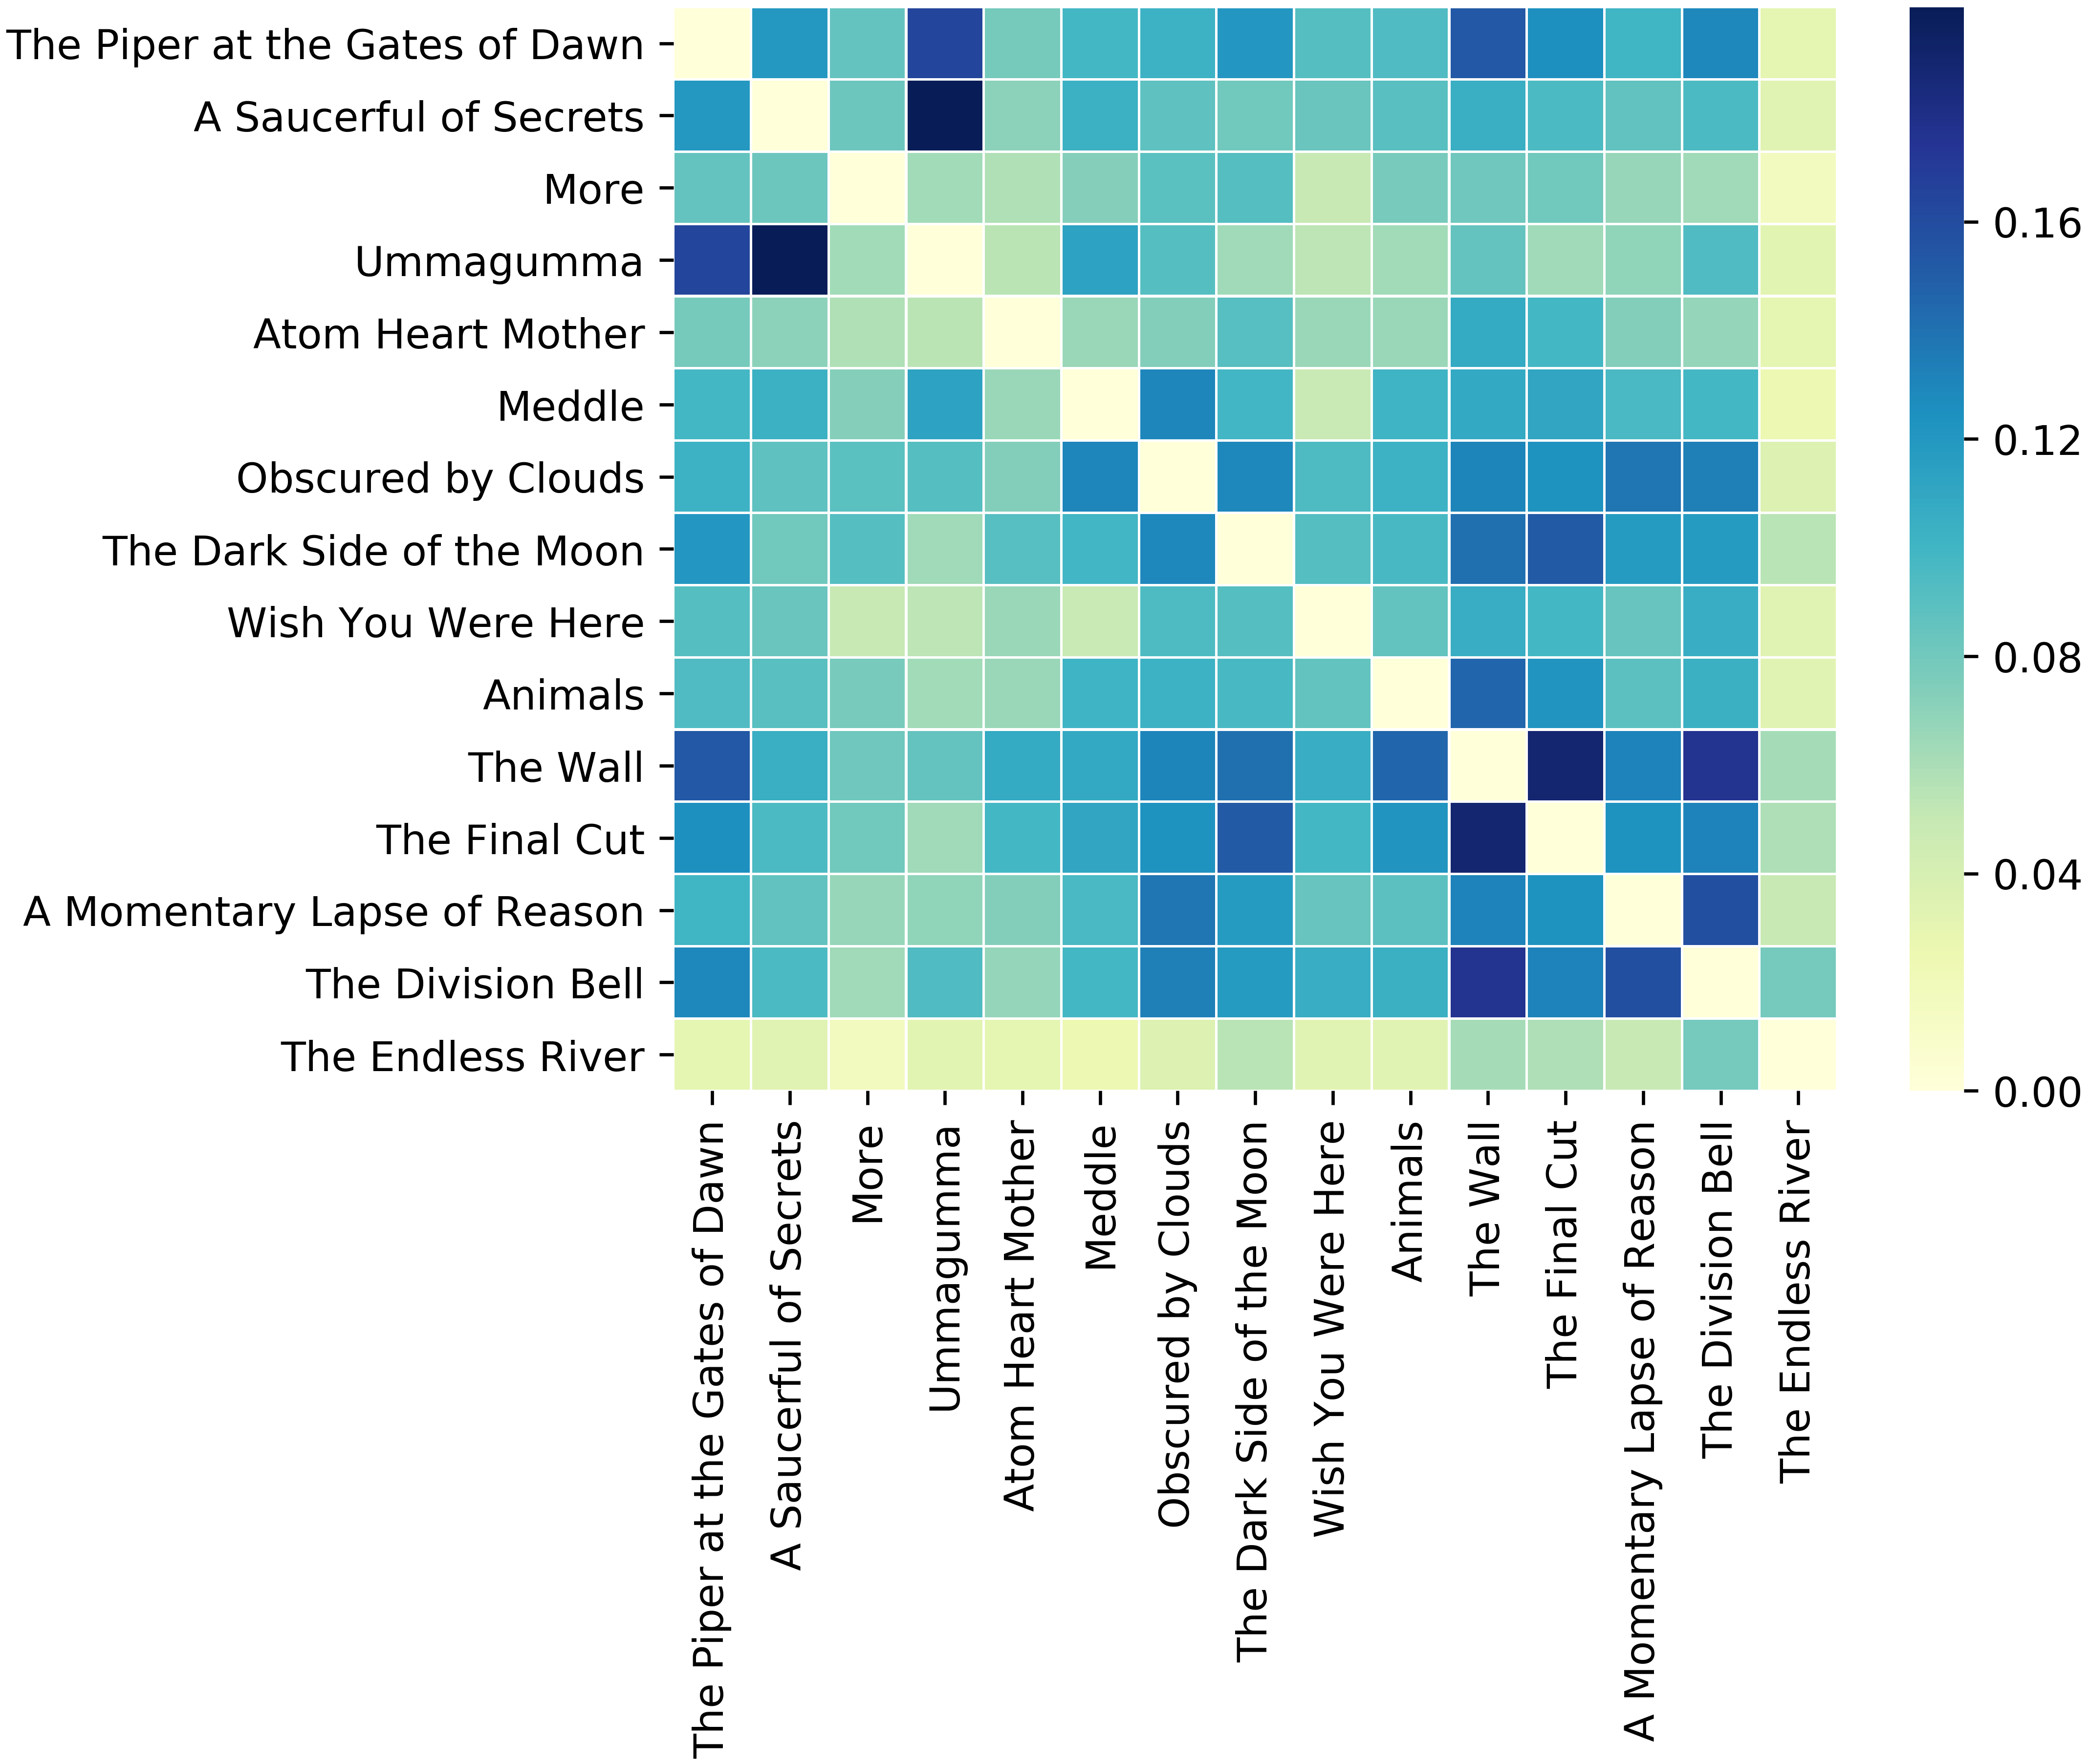 The Piper at the Gates of Dawn
A Saucerful of Secrets
More
Ummagumma
Atom Heart Mother
Meddle
Obscured by Clouds
The Dark Side of the Moon
Wish You Were Here
Animals
The Wall
The Final Cut
A Momentary Lapse of Reason
The Division Bell
The Endless River
The Piper at the Gates of Dawn
A Saucerful of Secrets
More
Ummagumma
Atom Heart Mother
Meddle
Obscured by Clouds
The Dark Side of the Moon
Wish You Were Here
Animals
The Wall
The Final Cut
A Momentary Lapse of Reason
The Division Bell
The Endless River
0.16
0.12
0.08
0.04
0.00